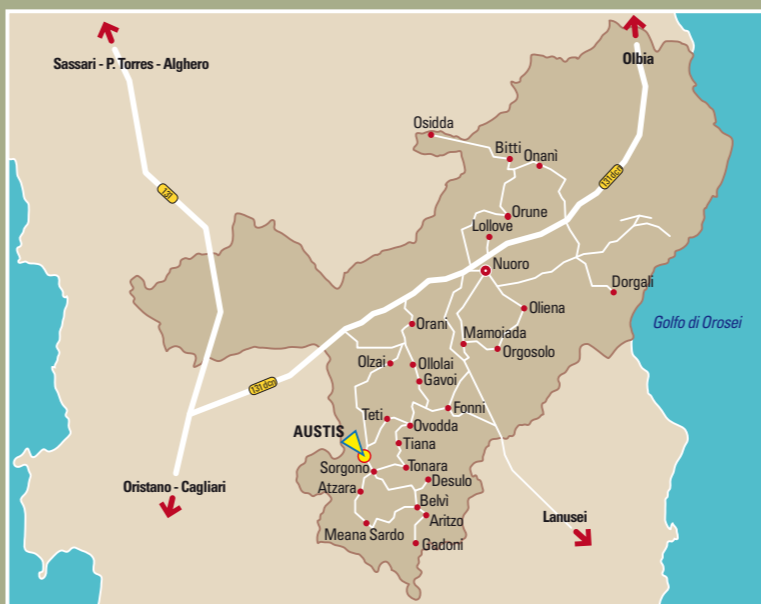 Sassari - P. Torres - Alghero
Olbia
Osidda
Bitti
Onanì
131dcn
131
Orune
Lollove
Nuoro
Dorgali
Oliena
Golfo di Orosei
Orani
Mamoiada
Orgosolo
Olzai
Ollolai
Gavoi
131dcn
Fonni
Teti
Ovodda
AUSTIS
Tiana
Sorgono
Tonara
Desulo
Atzara
Oristano - Cagliari
Belvì
Aritzo
Lanusei
Meana Sardo
Gadoni